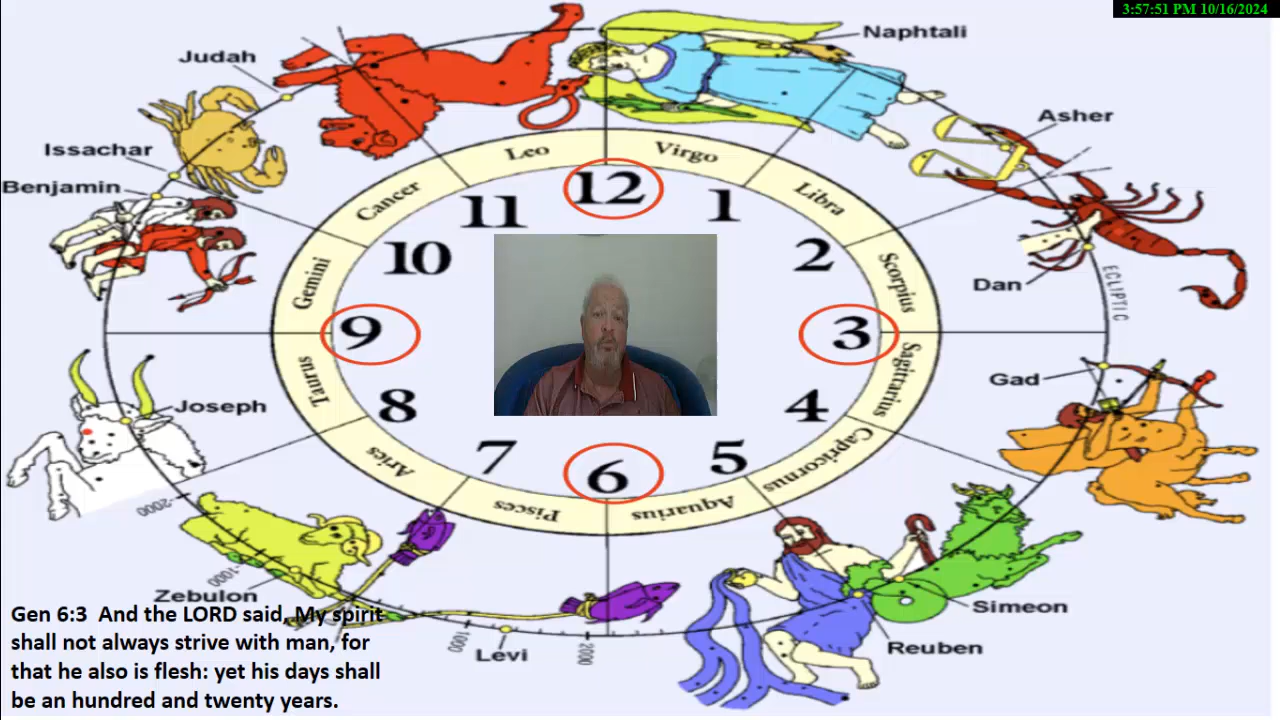 3:57:51 PM 10/16/2024
Naphtali
Judah
Asher
Issachar
Benjamin
Leo
Virgo
Cancer
Libra
12
11
1
10
2
Gemini
Scorpius
Dan
ECLIPTIC
9
3
Taurus
Sagittarius
Gad
Joseph
8
4
Aries
Capricornus
7
5
6
Pisces
Aquarius
-2000
-1000
Zebulon
Simeon
1000
2000
Levi
Reuben
Gen 6:3 And the LORD said, My spirit
shall not always strive with man, for
that he also is flesh: yet his days shall
be an hundred and twenty years.